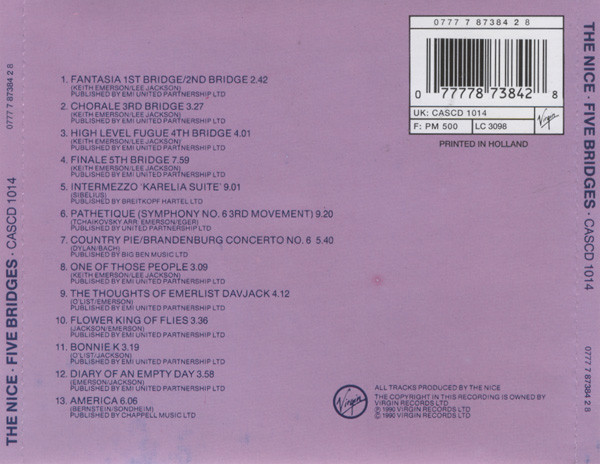 0777 7 87384 2 8
THE NICE · FIVE BRIDGES · CASCD 1014
1. FANTASIA 1ST BRIDGE/2ND BRIDGE 2.42
(KEITH EMERSON/LEE JACKSON)
PUBLISHED BY EMI UNITED PARTNERSHIP LTD
2. CHORALE 3RD BRIDGE 3.27
(KEITH EMERSON/LEE JACKSON)
PUBLISHED BY EMI UNITED PARTNERSHIP LTD
3. HIGH LEVEL FUGUE 4TH BRIDGE 4.01
(KEITH EMERSON/LEE JACKSON)
PUBLISHED BY EMI UNITED PARTNERSHIP LTD
4. FINALE 5TH BRIDGE 7.59
(KEITH EMERSON/LEE JACKSON)
PUBLISHED BY EMI UNITED PARTNERSHIP LTD
5. INTERMEZZO 'KARELIA SUITE' 9.01
(SIBELIUS)
PUBLISHED BY BREITKOPF HARTEL LTD
6. PATHETIQUE (SYMPHONY NO. 6 3RD MOVEMENT) 9.20
(TCHAIKOVSKY ARR: EMERSON/EGER)
PUBLISHED BY UNITED PARTNERSHIP LTD
7. COUNTRY PIE/BRANDENBURG CONCERTO NO. 6 5.40
(DYLAN/BACH)
PUBLISHED BY BIG BEN MUSIC LTD
8. ONE OF THOSE PEOPLE 3.09
(KEITH EMERSON/LEE JACKSON)
PUBLISHED BY EMI UNITED PARTNERSHIP LTD
9. THE THOUGHTS OF EMERLIST DAVJACK 4.12
(O'LIST/EMERSON)
PUBLISHED BY EMI UNITED PARTNERSHIP LTD
10. FLOWER KING OF FLIES 3.36
(JACKSON/EMERSON)
PUBLISHED BY EMI UNITED PARTNERSHIP LTD
11. BONNIE K 3.19
(O'LIST/JACKSON)
PUBLISHED BY EMI UNITED PARTNERSHIP LTD
12. DIARY OF AN EMPTY DAY 3.58
(EMERSON/JACKSON)
PUBLISHED BY EMI UNITED PARTNERSHIP LTD
13. AMERICA 6.06
(BERNSTEIN/SONDHEIM)
PUBLISHED BY CHAPPELL MUSIC LTD
0777 7 87384 2 8
0 77778 73842 8
UK: CASCD 1014
F: PM 500 LC 3098
Virgin
PRINTED IN HOLLAND
Virgin
ALL TRACKS PRODUCED BY THE NICE
THE COPYRIGHT IN THIS RECORDING IS OWNED BY
VIRGIN RECORDS LTD
℗ 1990 VIRGIN RECORDS LTD
© 1990 VIRGIN RECORDS LTD
THE NICE · FIVE BRIDGES · CASCD 1014
0777 7 87384 2 8